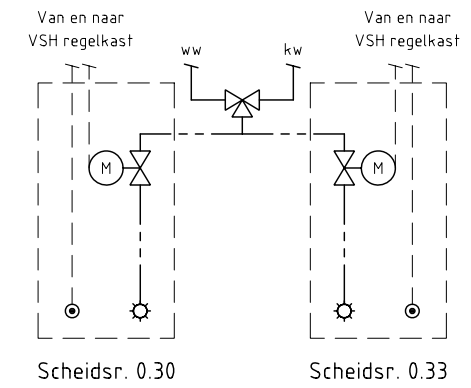 Van en naar
VSH regelkast
Van en naar
VSH regelkast
ww
kw
M
M
Scheidsr. 0.30
Scheidsr. 0.33